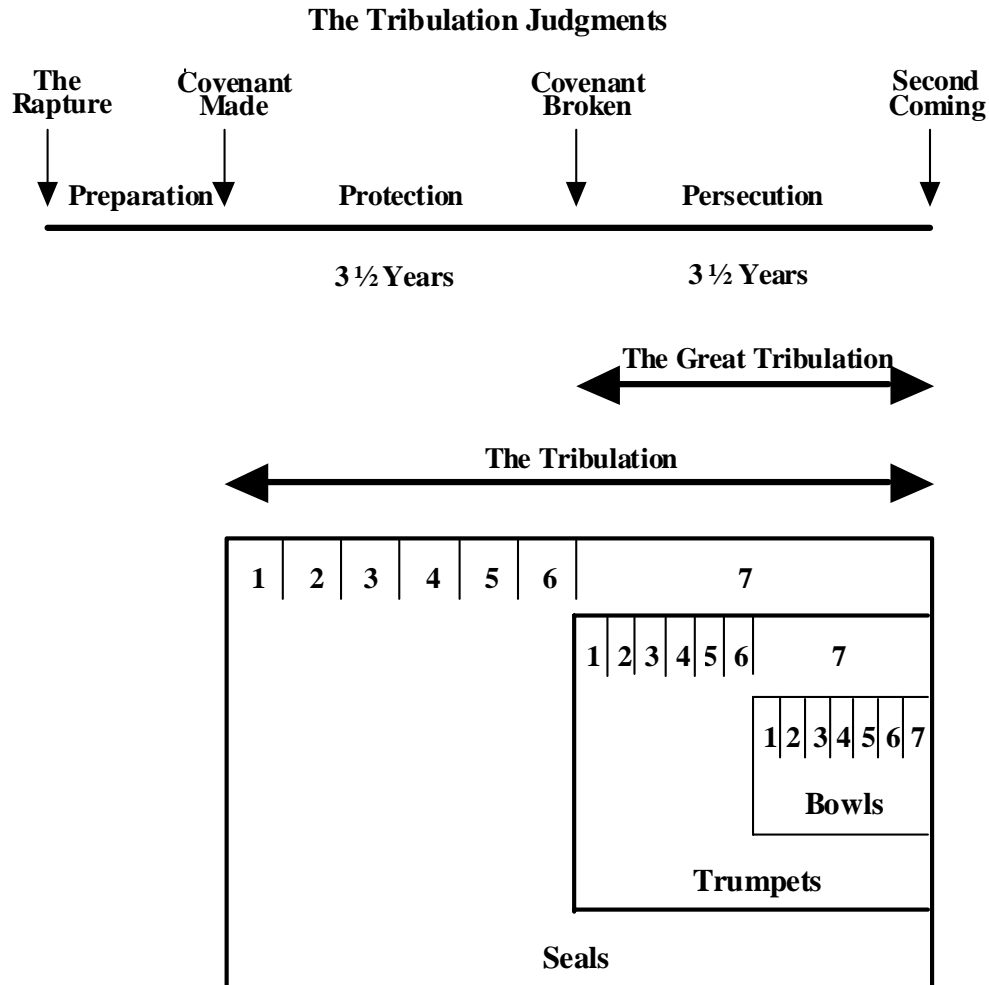 The Tribulation Judgments
The
Rapture
Covenant
Made
Covenant
Broken
Second
Coming
Preparation
Protection
Persecution
3 ½ Years
3 ½ Years
The Great Tribulation
The Tribulation
1 2 3 4 5 6 7
1 2 3 4 5 6 7
1 2 3 4 5 6 7
Bowls
Trumpets
Seals